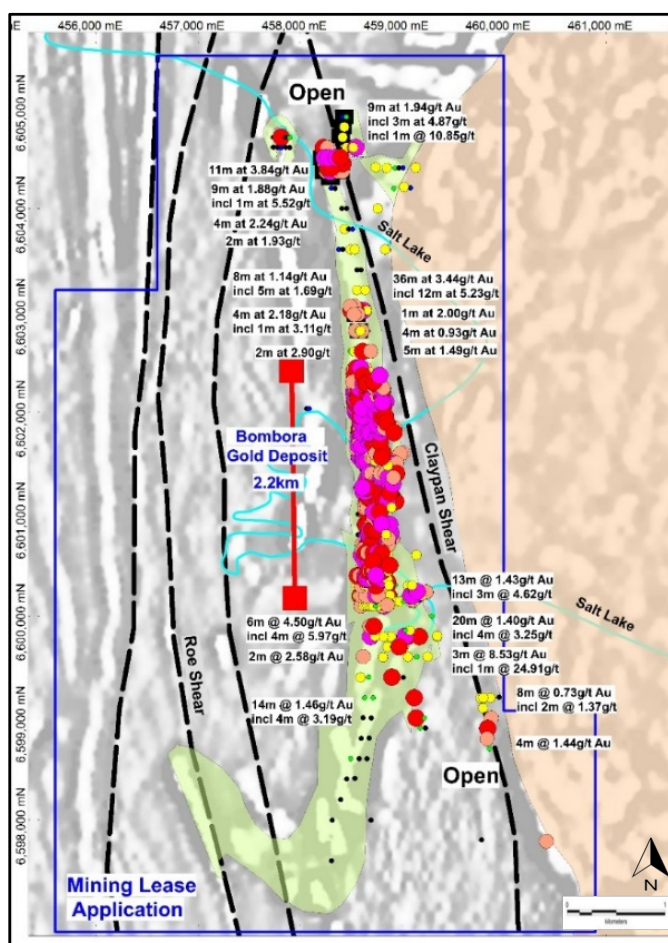 456,000 mE
457,000 mE
458,000 mE
459,000 mE
460,000 mE
461,000 mE
6,605,000 mN
6,604,000 mN
6,603,000 mN
6,602,000 mN
6,601,000 mN
6,600,000 mN
6,599,000 mN
6,598,000 mN
Open
9m at 1.94g/t Au
incl 3m at 4.87g/t
incl 1m @ 10.85g/t
11m at 3.84g/t Au
9m at 1.88g/t Au
incl 1m at 5.52g/t
4m at 2.24g/t Au
2m at 1.93g/t
Salt Lake
8m at 1.14g/t Au
incl 5m at 1.69g/t
36m at 3.44g/t Au
incl 12m at 5.23g/t
4m at 2.18g/t Au
incl 1m at 3.11g/t
1m at 2.00g/t Au
4m at 0.93g/t Au
2m at 2.90g/t
5m at 1.49g/t Au
Bombora
Gold Deposit
2.2km
Claypan Shear
13m @ 1.43g/t Au
incl 3m @ 4.62g/t
Salt Lake
6m @ 4.50g/t Au
incl 4m @ 5.97g/t
20m @ 1.40g/t Au
incl 4m @ 3.25g/t
2m @ 2.58g/t Au
3m @ 8.53g/t Au
incl 1m @ 24.91g/t
Roe Shear
14m @ 1.46g/t Au
incl 4m @ 3.19g/t
8m @ 0.73g/t Au
incl 2m @ 1.37g/t
4m @ 1.44g/t Au
Open
Mining Lease
Application
N
0
1
kilometers